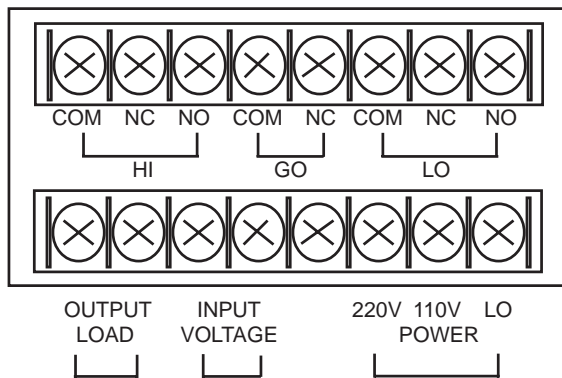 COM NC NO COM NC COM NC NO
HI GO LO
OUTPUT INPUT 220V 110V LO
LOAD VOLTAGE POWER